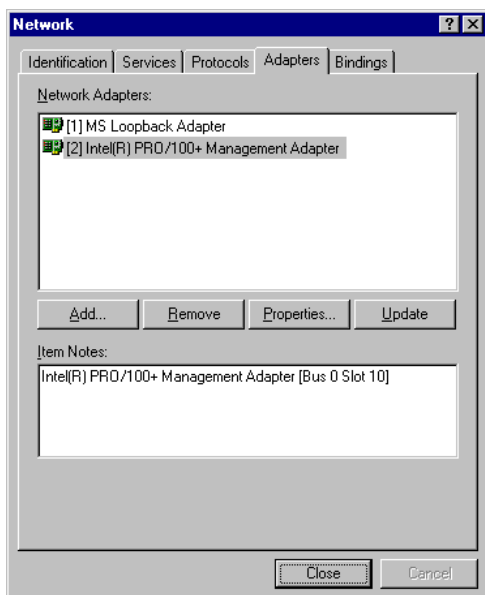 Network
Identification Services Protocols Adapters Bindings
Network Adapters:
[1] MS Loopback Adapter
[2] Intel(R) PRO/100+ Management Adapter
Add... Remove Properties... Update
Item Notes:
Intel(R) PRO/100+ Management Adapter [Bus 0 Slot 10]
Close Cancel